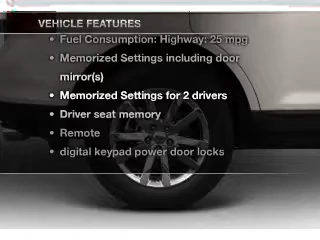 VEHICLE FEATURES
• Fuel Consumption: Highway: 25 mpg
• Memorized Settings including door
mirror(s)
• Memorized Settings for 2 drivers
• Driver seat memory
• Remote
• digital keypad power door locks